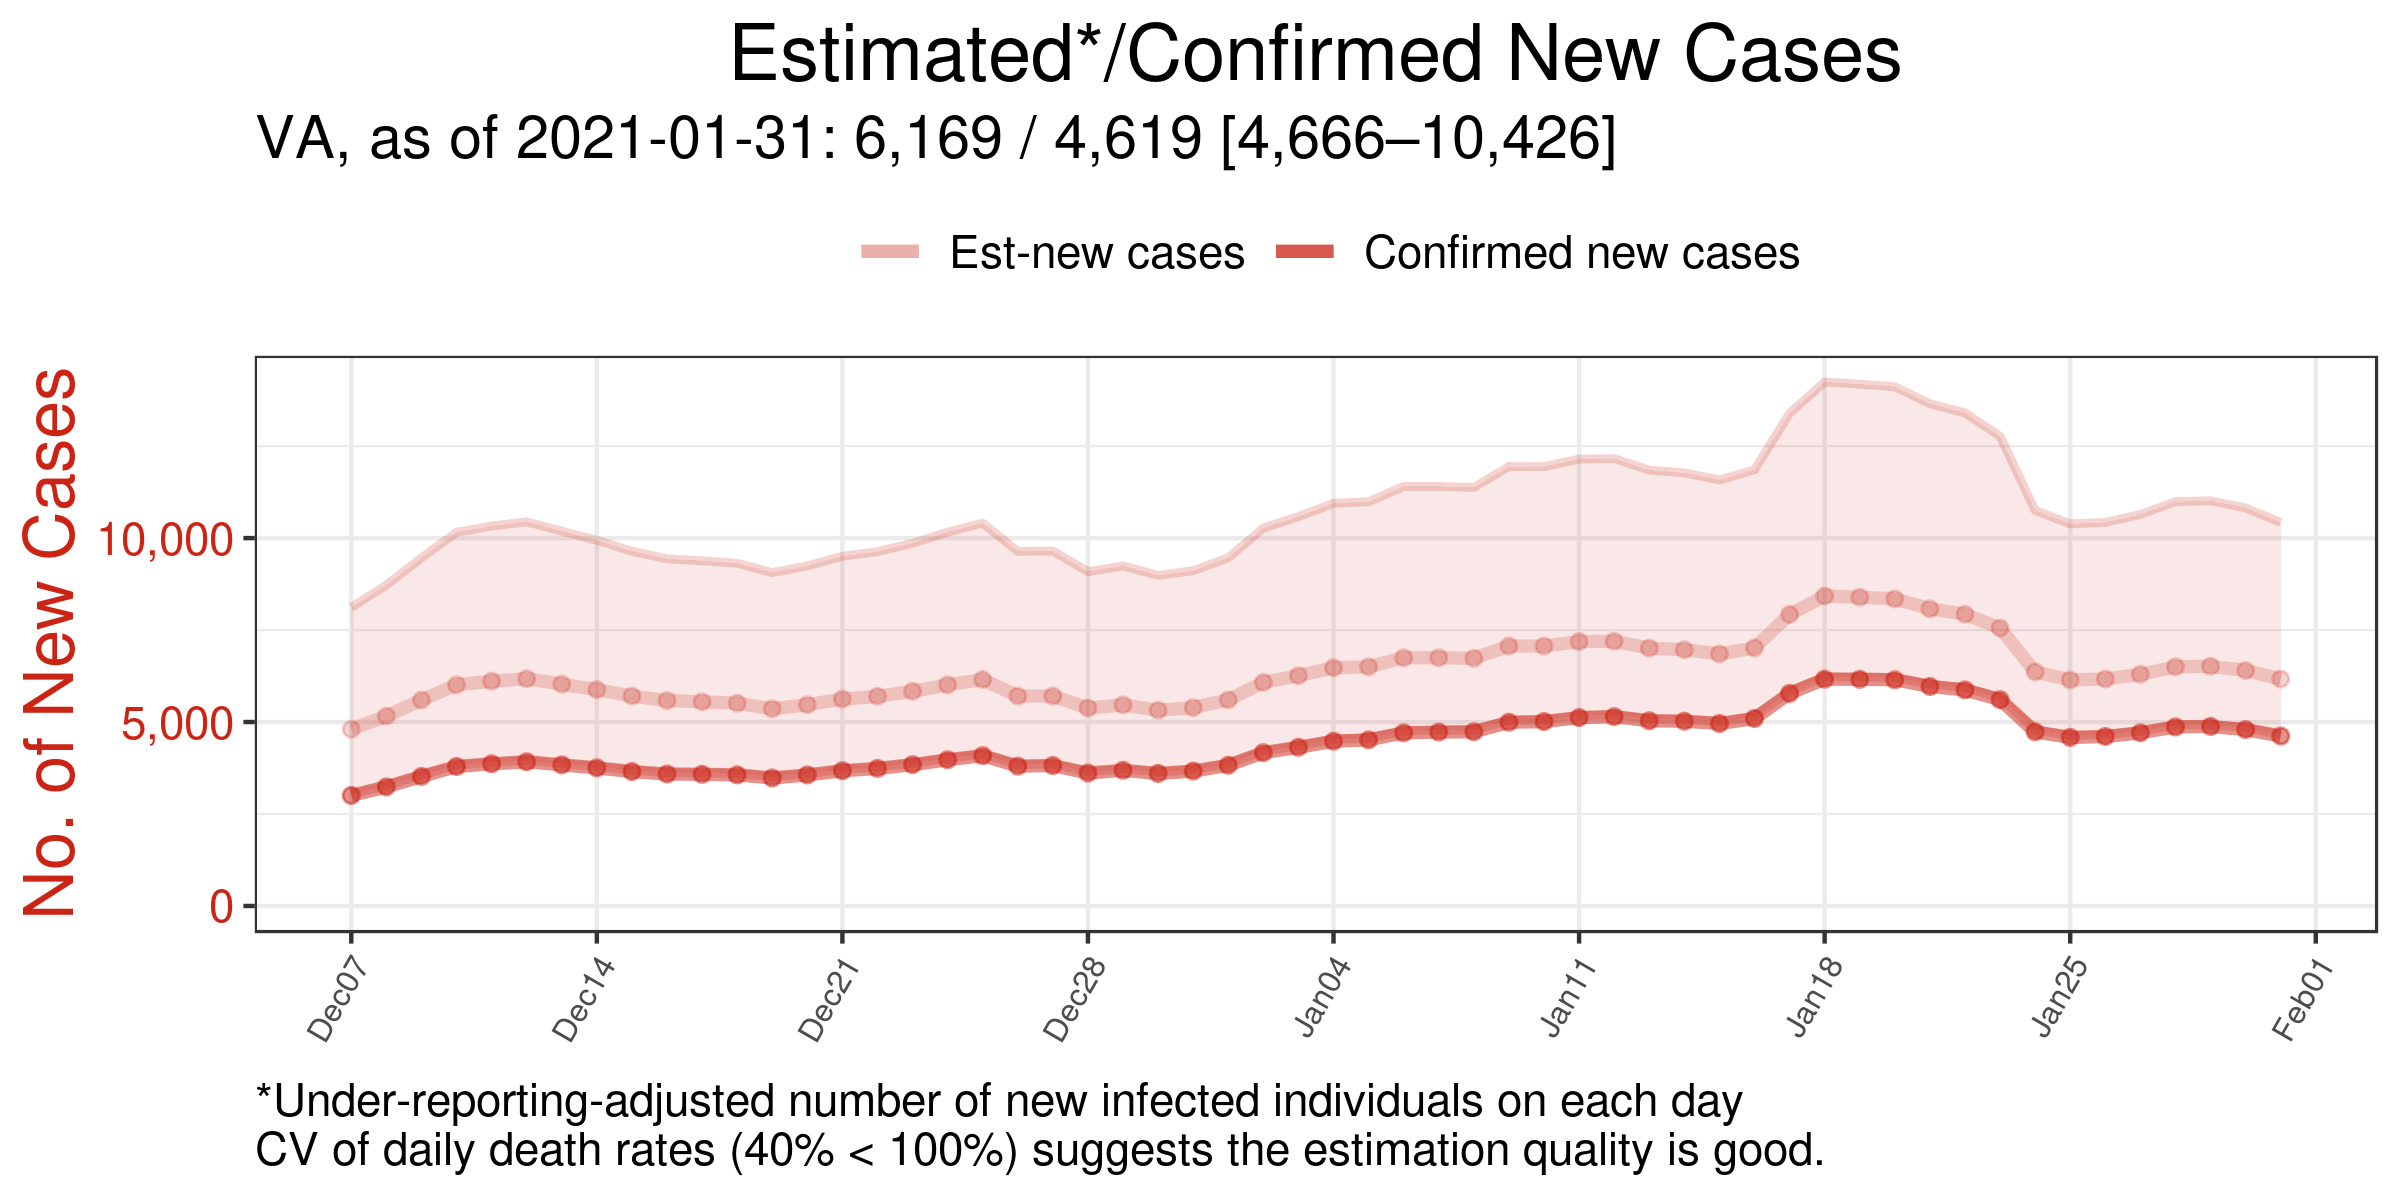 Estimated*/Confirmed New Cases
VA, as of 2021-01-31: 6,169 / 4,619 [4,666–10,426]
Est-new cases
Confirmed new cases
No. of New Cases
10,000
5,000
0
Dec07
Dec14
Dec21
Dec28
Jan04
Jan11
Jan18
Jan25
Feb01
*Under-reporting-adjusted number of new infected individuals on each day
CV of daily death rates (40% < 100%) suggests the estimation quality is good.